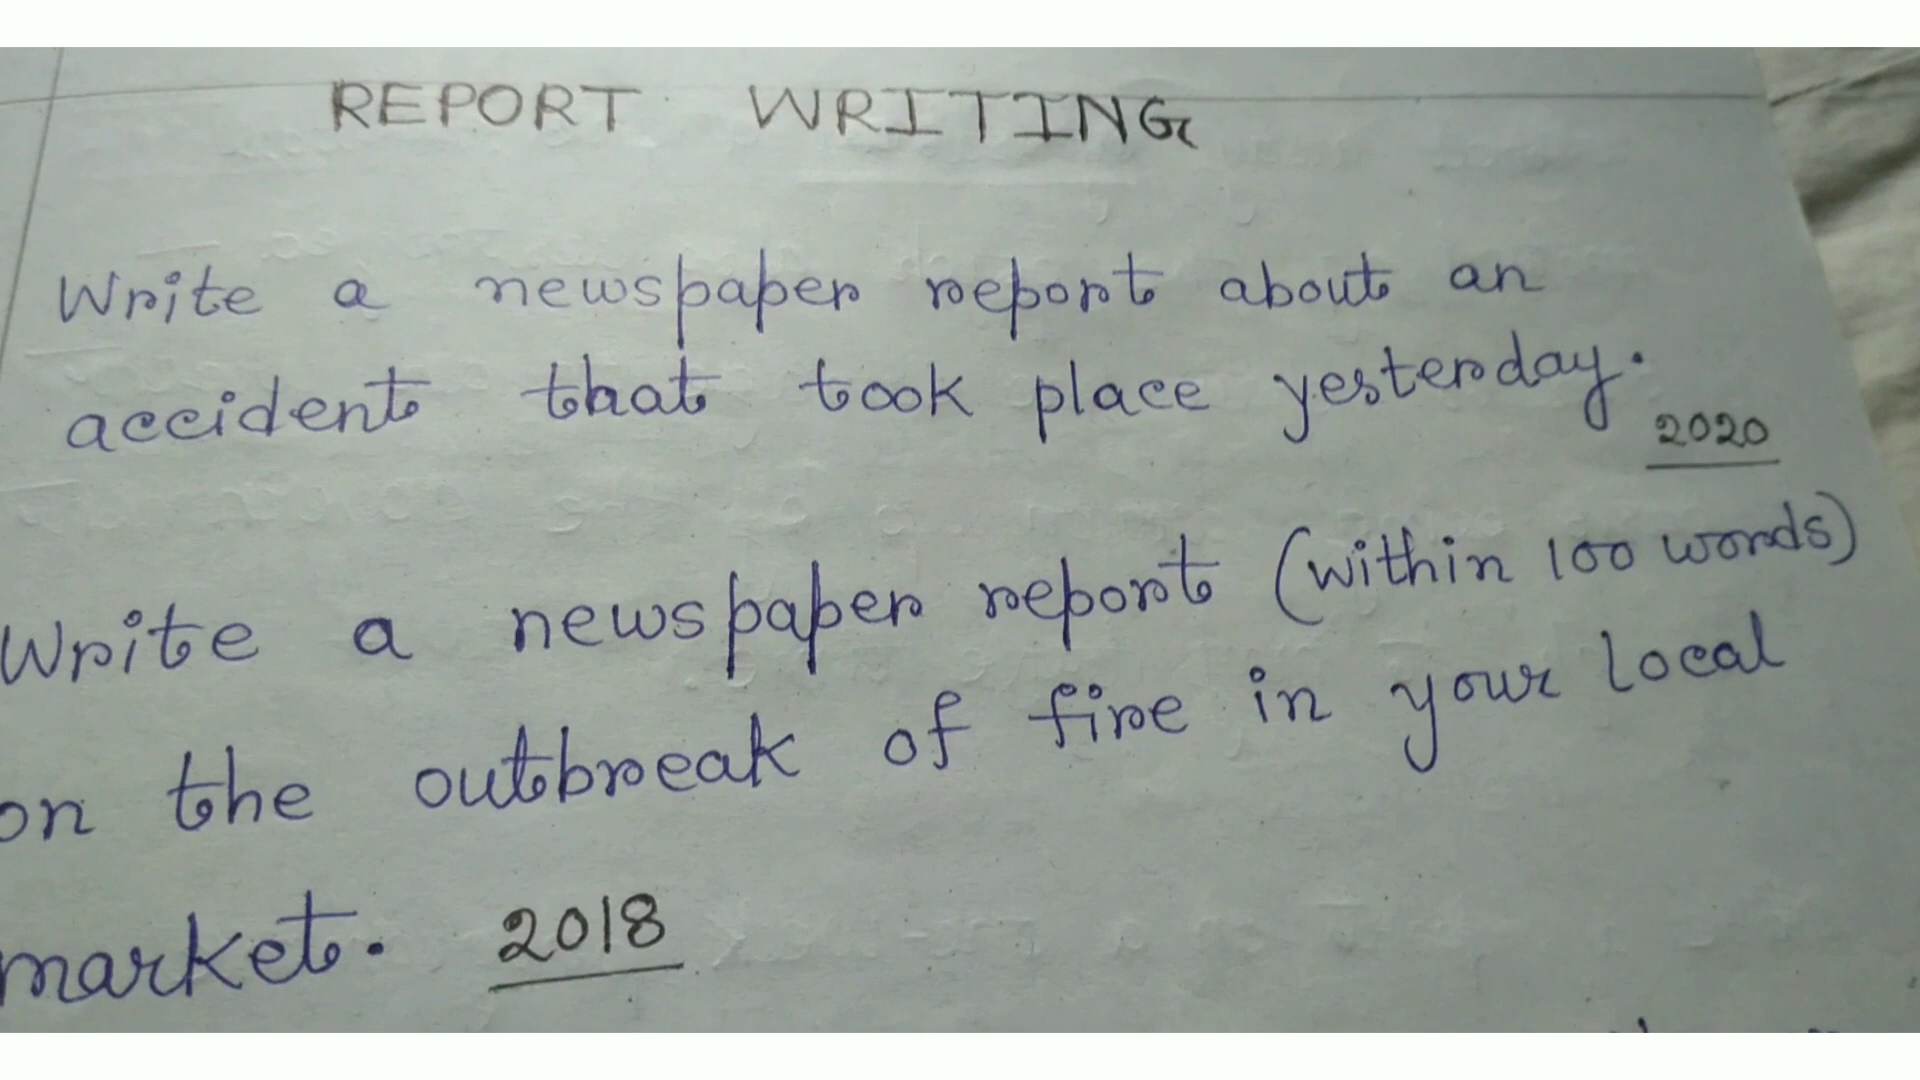 REPORT WRITING
Write a newspaper report about an
accident that took place yesterday.
2020
Write a newspaper report (within 100 words)
on the outbreak of fire in your local
market. 2018